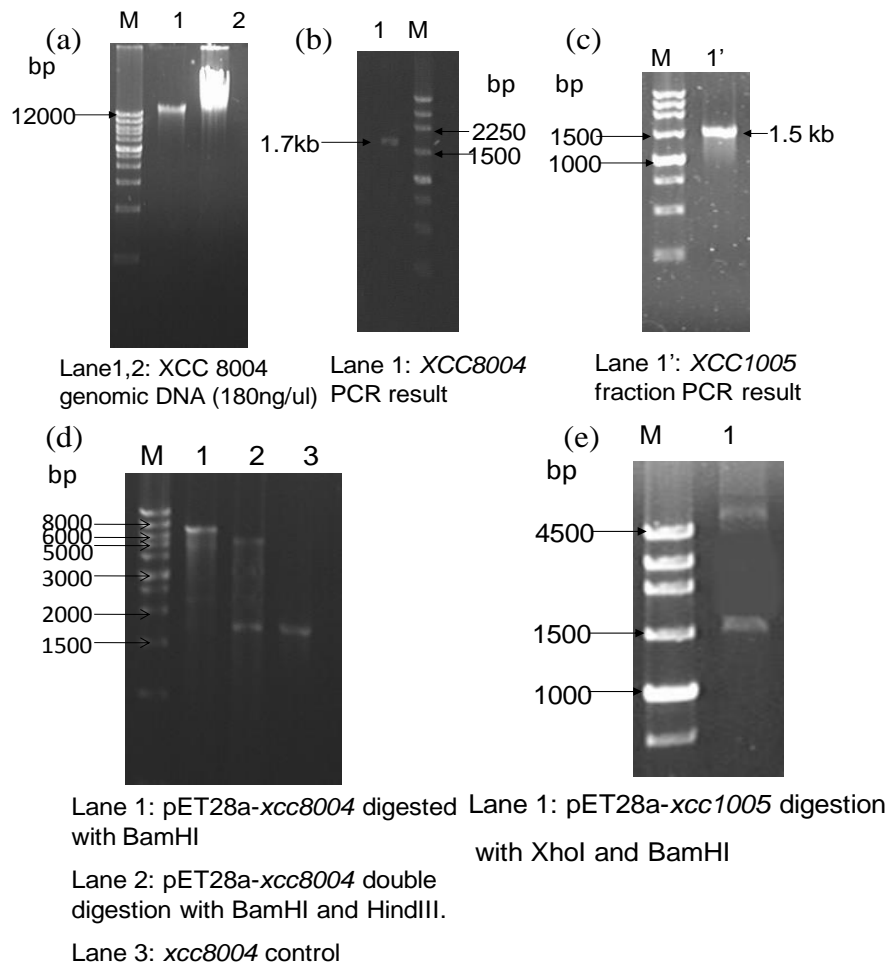 (a)
M 1 2
bp
12000
Lane1,2: XCC 8004
genomic DNA (180ng/ul)
(b)
1 M
bp
1.7kb
2250
1500
Lane 1: XCC8004
PCR result
(c)
M 1’
1500
1.5 kb
1000
Lane 1’: XCC1005
fraction PCR result
(d)
bp
M 1 2 3
8000
6000
5000
3000
2000
1500
Lane 1: pET28a-xcc8004 digested
with BamHI
Lane 2: pET28a-xcc8004 double
digestion with BamHI and HindIII.
Lane 3: xcc8004 control
(e)
M 1
bp
4500
1500
1000
Lane 1: pET28a-xcc1005 digestion
with XhoI and BamHI